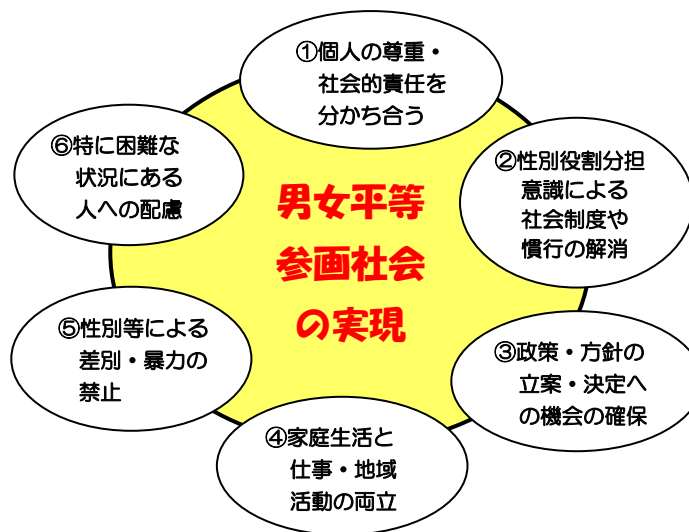 ①個人の尊重・
社会的責任を
分かち合う
②性別役割分担
意識による
社会制度や
慣行の解消
③政策・方針の
立案・決定へ
の機会の確保
④家庭生活と
仕事・地域
活動の両立
⑤性別等による
差別・暴力の
禁止
⑥特に困難な
状況にある
人への配慮
男女平等
参画社会
の実現